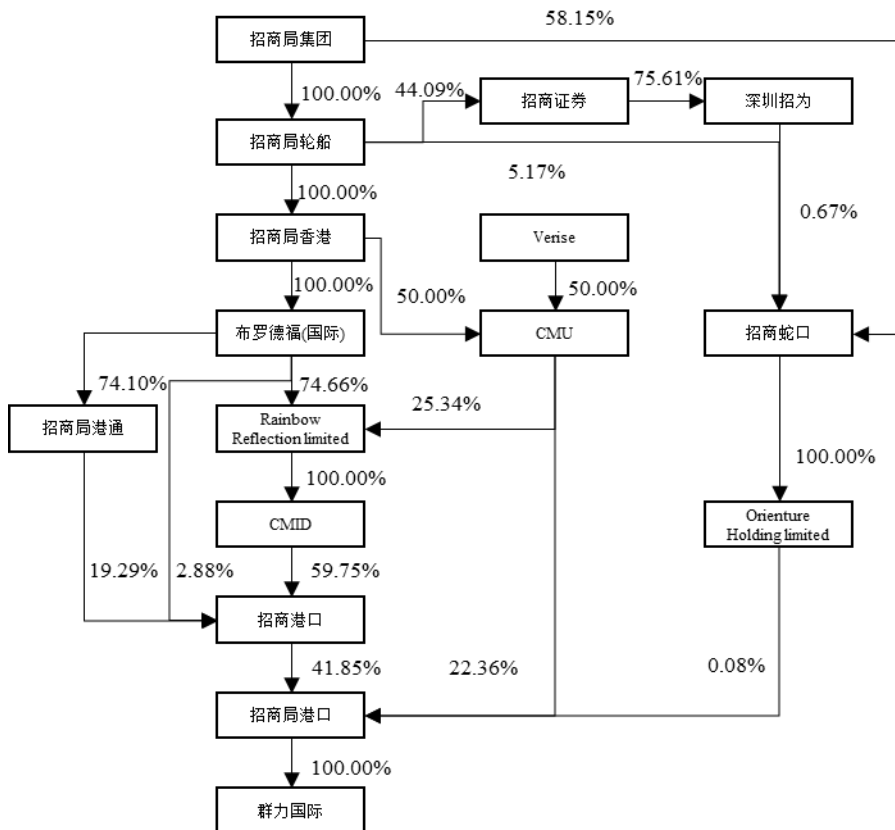 58.15%
招商局集团
75.61%
100.00%
44.09%
招商证券
深圳招为
招商局轮船
5.17%
100.00%
0.67%
招商局香港
Verise
100.00%
50.00%
50.00%
布罗德福(国际)
CMU
招商蛇口
74.10%
74.66%
25.34%
招商局港通
Rainbow
Reflection limited
100.00%
100.00%
CMID
Orienture
Holding limited
19.29%
2.88%
59.75%
招商港口
41.85%
22.36%
0.08%
招商局港口
100.00%
群力国际